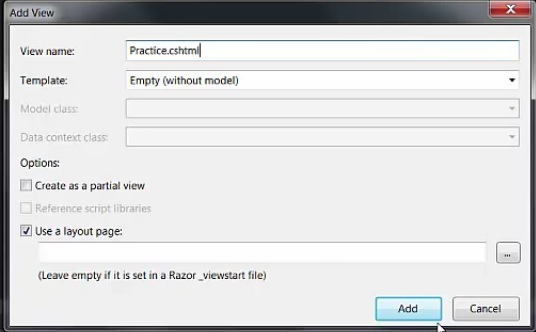 Add View
View name: Practice.cshtml
Template: Empty (without model)
Model class:
Data context class:
Options:
Create as a partial view
Reference script libraries
Use a layout page:
...
(Leave empty if it is set in a Razor _viewstart file)
Add Cancel